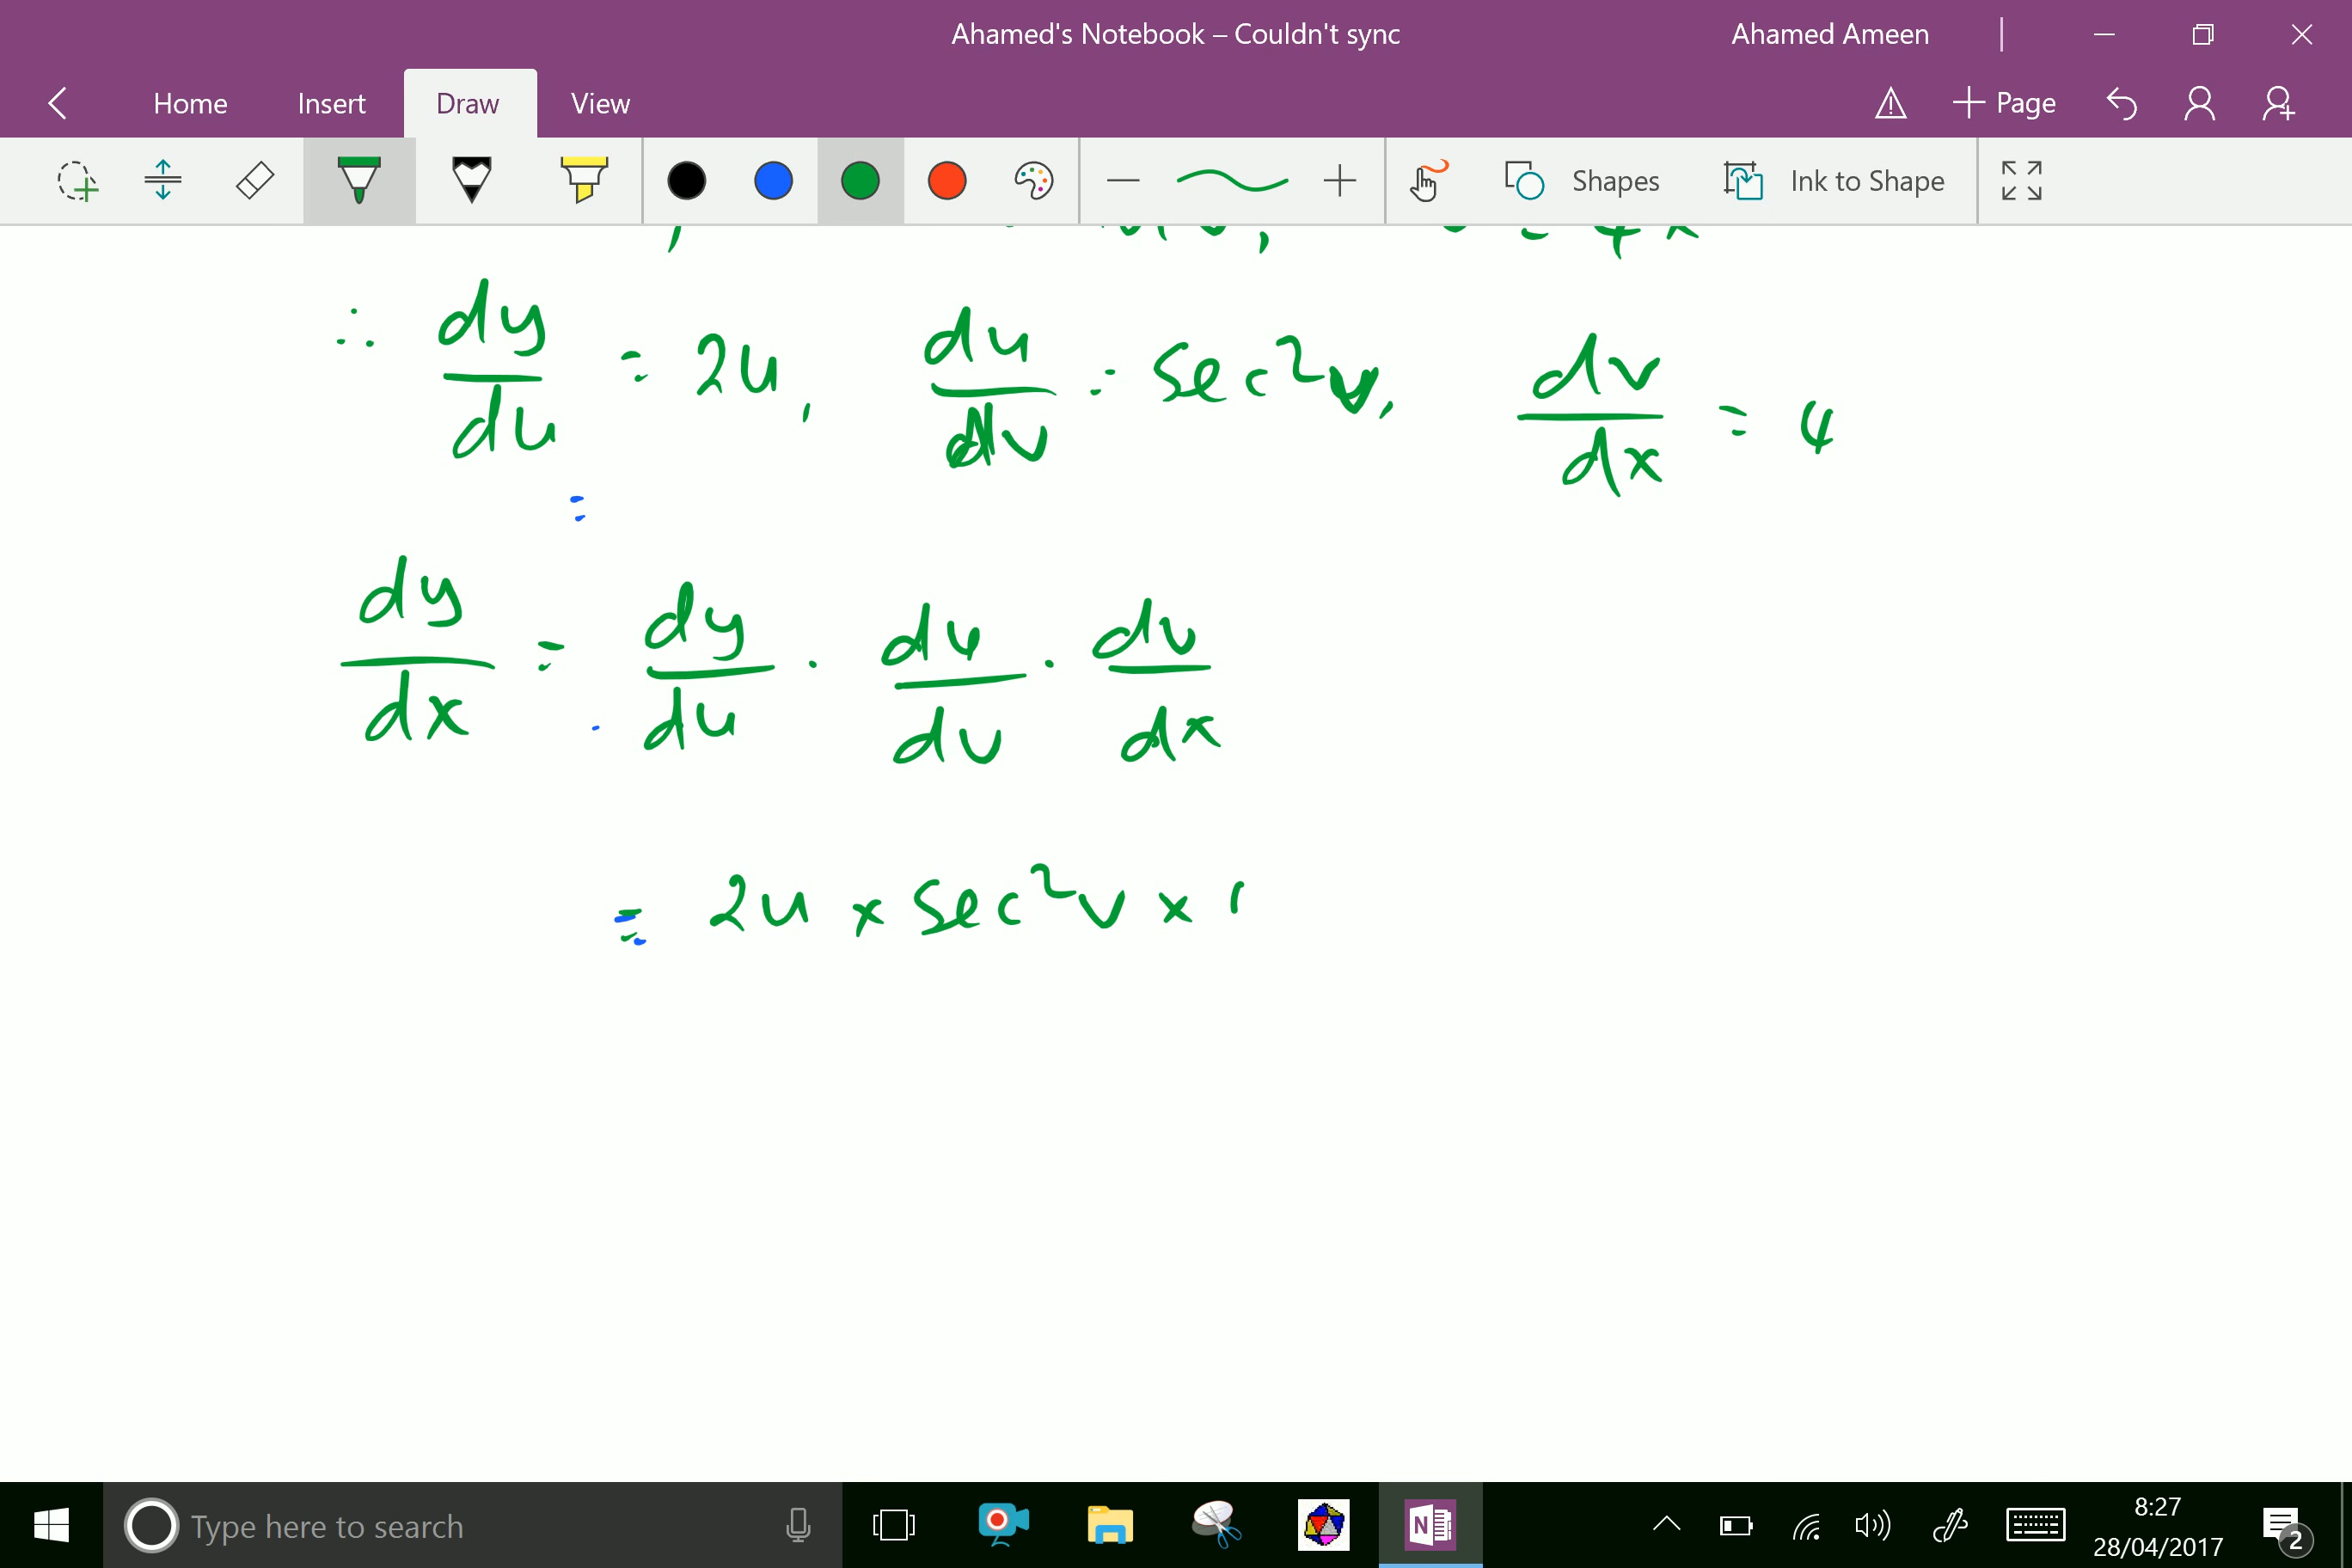 Ahamed's Notebook – Couldn't sync
Ahamed Ameen
Home Insert Draw View
+ Page
Shapes
Ink to Shape
v = 4x
∴ dy/du = 2u, du/dv = sec²v, dv/dx = 4
dy/dx = dy/du · du/dv · dv/dx
= 2u × sec²v ×
Type here to search
8:27
28/04/2017
2